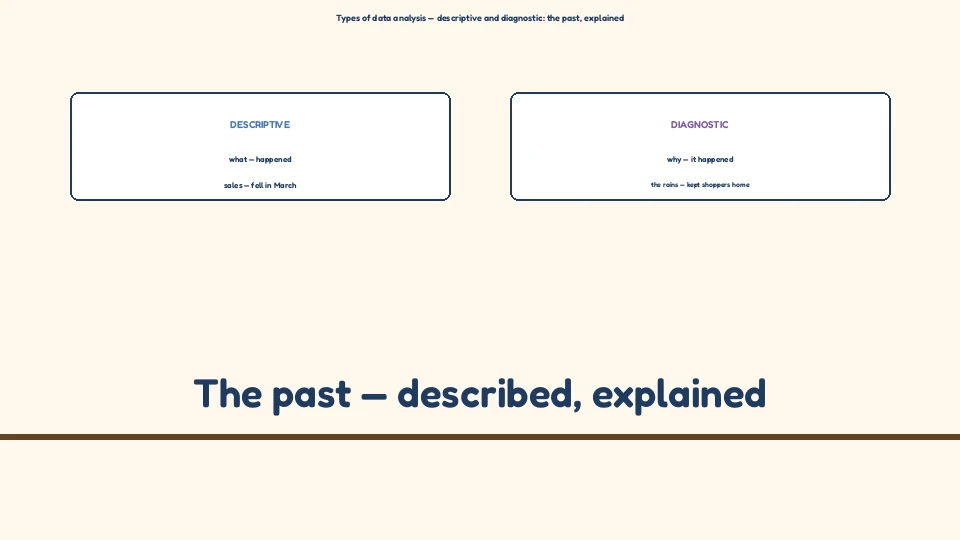 Types of data analysis — descriptive and diagnostic: the past, explained
DESCRIPTIVE
what — happened
sales — fell in March
DIAGNOSTIC
why — it happened
the rains — kept shoppers home
The past — described, explained